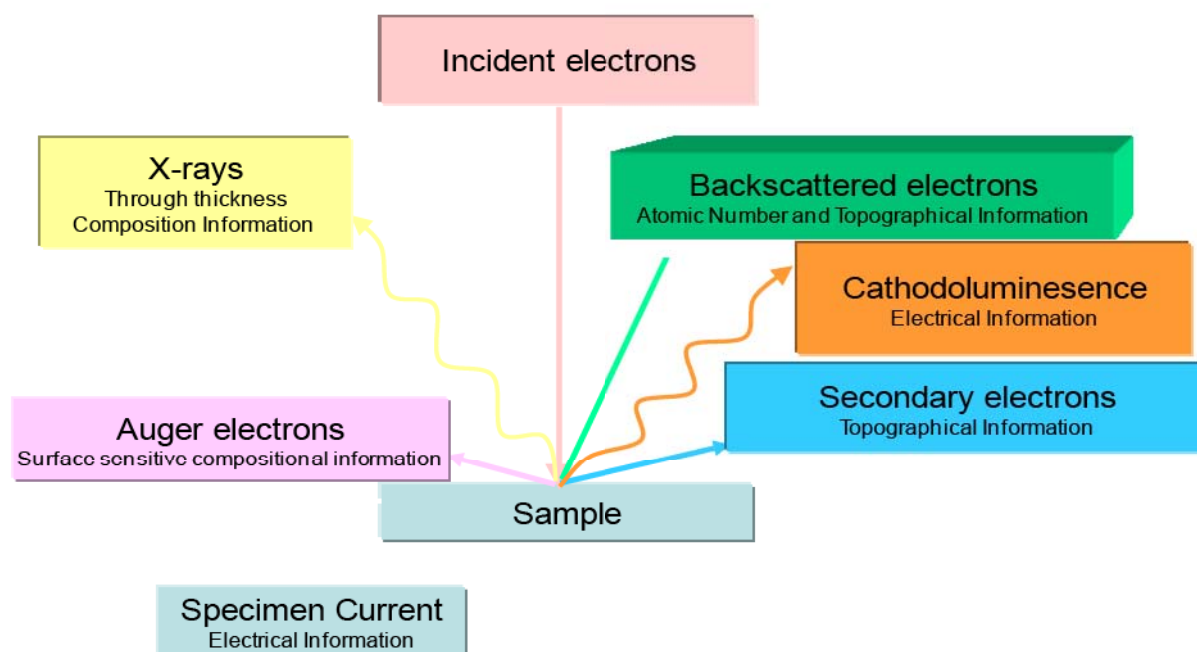 Incident electrons
X-rays
Through thickness
Composition Information
Backscattered electrons
Atomic Number and Topographical Information
Cathodoluminesence
Electrical Information
Secondary electrons
Topographical Information
Auger electrons
Surface sensitive compositional information
Sample
Specimen Current
Electrical Information